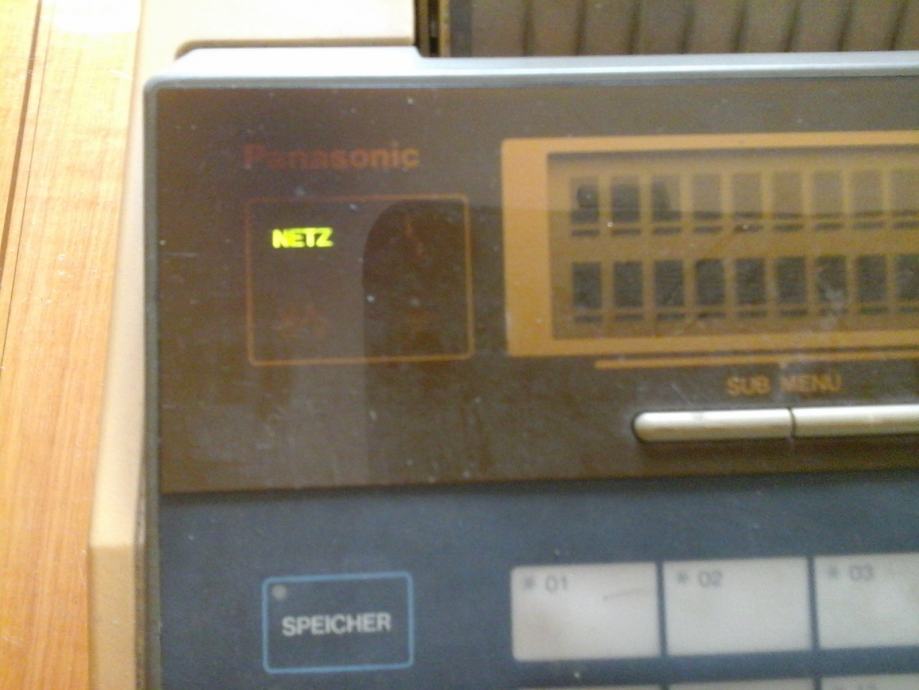 Panasonic
NETZ
SUB MENU
SPEICHER
* 01
* 02
* 03